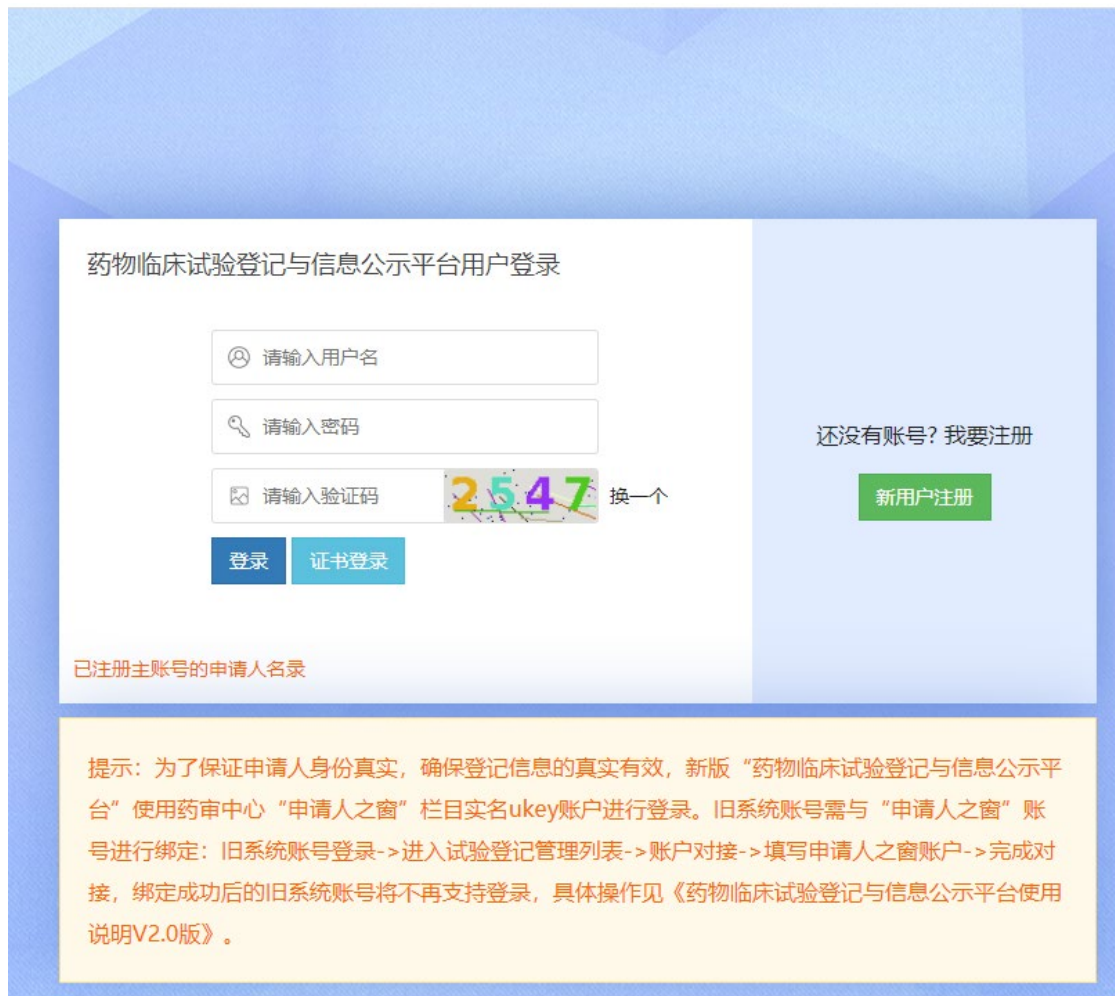 药物临床试验登记与信息公示平台用户登录
请输入用户名
请输入密码
请输入验证码 2547 换一个
登录 证书登录
已注册主账号的申请人名录
还没有账号? 我要注册
新用户注册
提示：为了保证申请人身份真实，确保登记信息的真实有效，新版“药物临床试验登记与信息公示平
台”使用药审中心“申请人之窗”栏目实名ukey账户进行登录。旧系统账号需与“申请人之窗”账
号进行绑定：旧系统账号登录->进入试验登记管理列表->账户对接->填写申请人之窗账户->完成对
接，绑定成功后的旧系统账号将不再支持登录，具体操作见《药物临床试验登记与信息公示平台使用
说明V2.0版》。